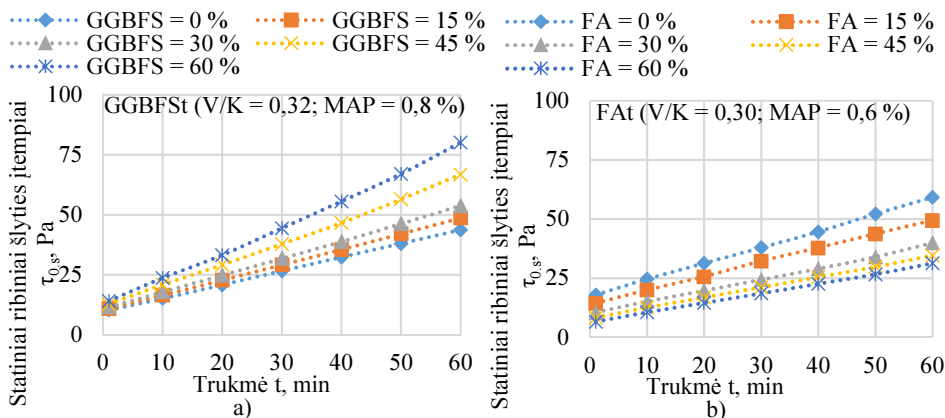 GGBFS = 0 %
GGBFS = 15 %
GGBFS = 30 %
GGBFS = 45 %
GGBFS = 60 %
GGBFSt (V/K = 0,32; MAP = 0,8 %)
Statiniai ribiniai šlyties įtempiai
τ0,s, Pa
100
75
50
25
0
0 10 20 30 40 50 60
Trukmė t, min
a)
FA = 0 %
FA = 15 %
FA = 30 %
FA = 45 %
FA = 60 %
FAt (V/K = 0,30; MAP = 0,6 %)
Statiniai ribiniai šlyties įtempiai
τ0,s, Pa
100
75
50
25
0
0 10 20 30 40 50 60
Trukmė t, min
b)